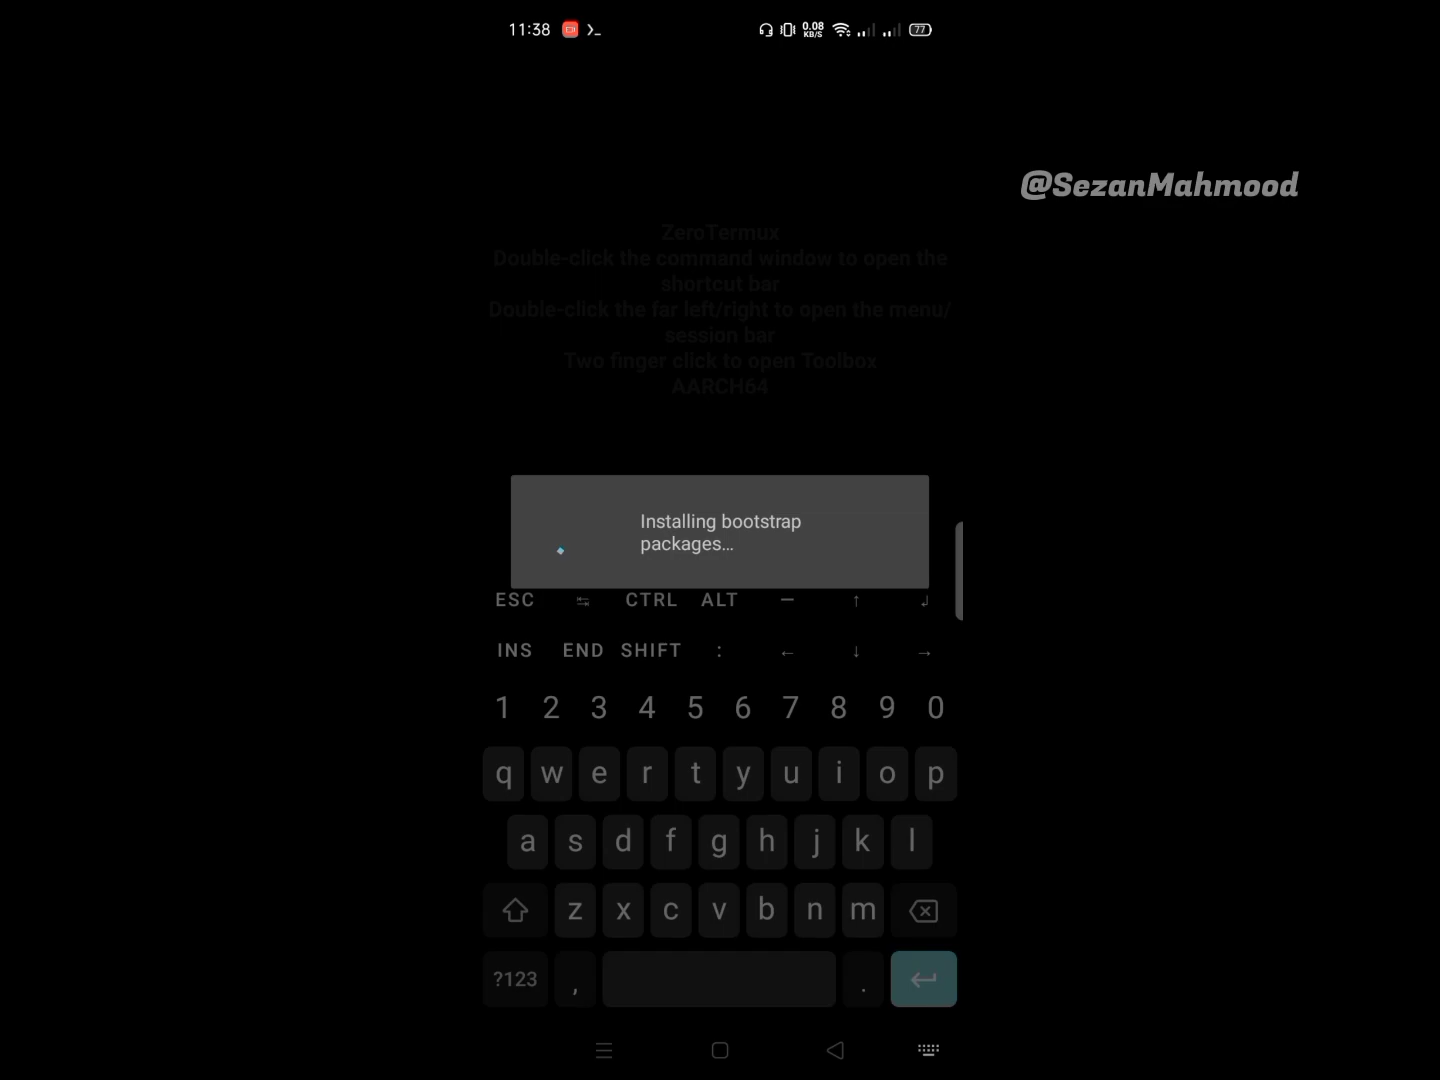 11:38
0.08
KB/S
77
@SezanMahmood
ZeroTermux
Double-click the command window to open the
shortcut bar
Double-click the far left/right to open the menu/
session bar
Two finger click to open Toolbox
AARCH64
Installing bootstrap
packages…
ESC ⇆ CTRL ALT — ↑ ↲
INS END SHIFT : ← ↓ →
1 2 3 4 5 6 7 8 9 0
q w e r t y u i o p
a s d f g h j k l
z x c v b n m
?123 , .